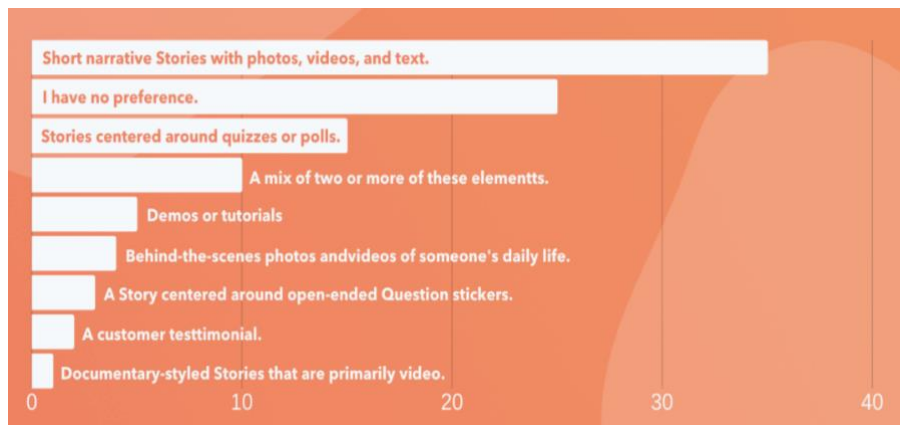 Short narrative Stories with photos, videos, and text.
I have no preference.
Stories centered around quizzes or polls.
A mix of two or more of these elementts.
Demos or tutorials
Behind-the-scenes photos andvideos of someone's daily life.
A Story centered around open-ended Question stickers.
A customer testtimonial.
Documentary-styled Stories that are primarily video.
0 10 20 30 40